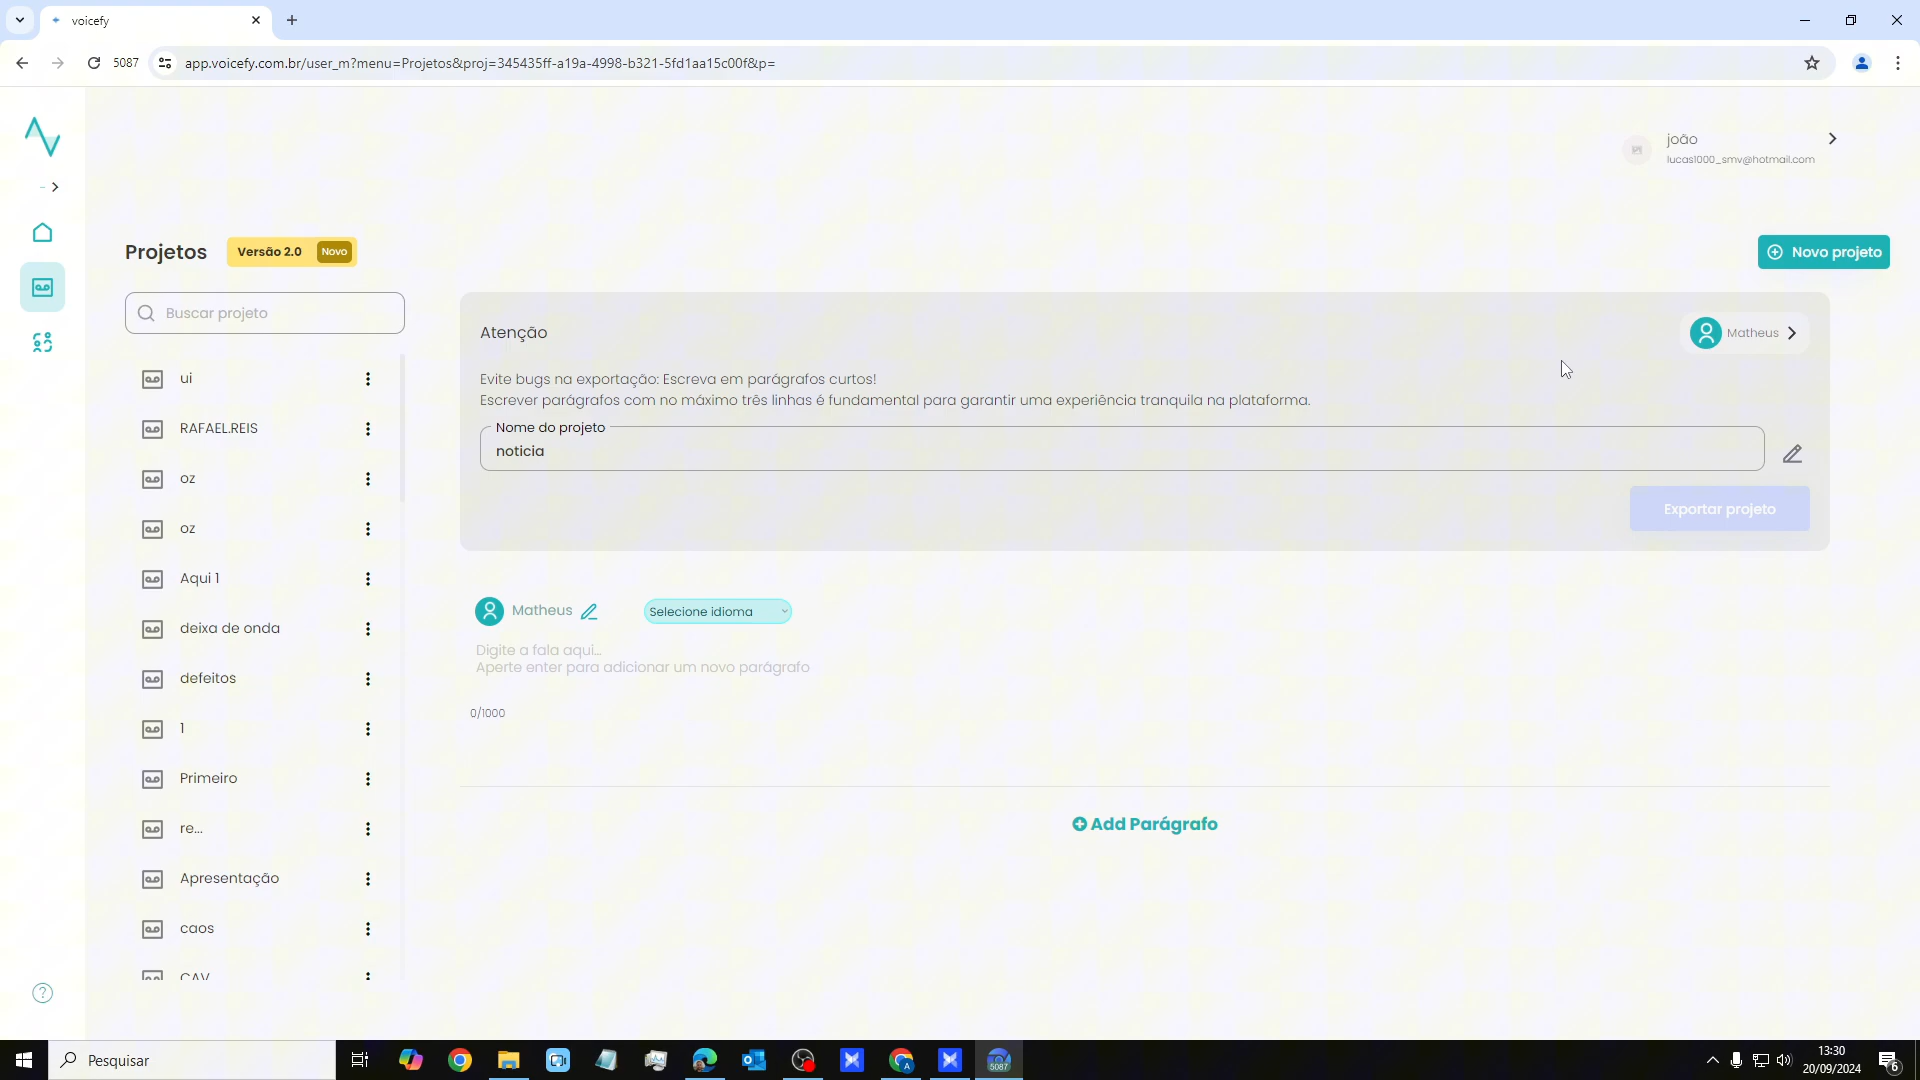 voicefy
5087
app.voicefy.com.br/user_m?menu=Projetos&proj=345435ff-a19a-4998-b321-5fd1aa15c00f&p=
joão
lucas1000_smv@hotmail.com
Projetos
Versão 2.0
Novo
Novo projeto
Buscar projeto
ui
RAFAEL.REIS
oz
oz
Aqui 1
deixa de onda
defeitos
1
Primeiro
re...
Apresentação
caos
CAV
Atenção
Matheus
Evite bugs na exportação: Escreva em parágrafos curtos!
Escrever parágrafos com no máximo três linhas é fundamental para garantir uma experiência tranquila na plataforma.
Nome do projeto
noticia
Exportar projeto
Matheus
Selecione idioma
Digite a fala aqui...
Aperte enter para adicionar um novo parágrafo
0/1000
Add Parágrafo
Pesquisar
A
5087
13:30
20/09/2024
6